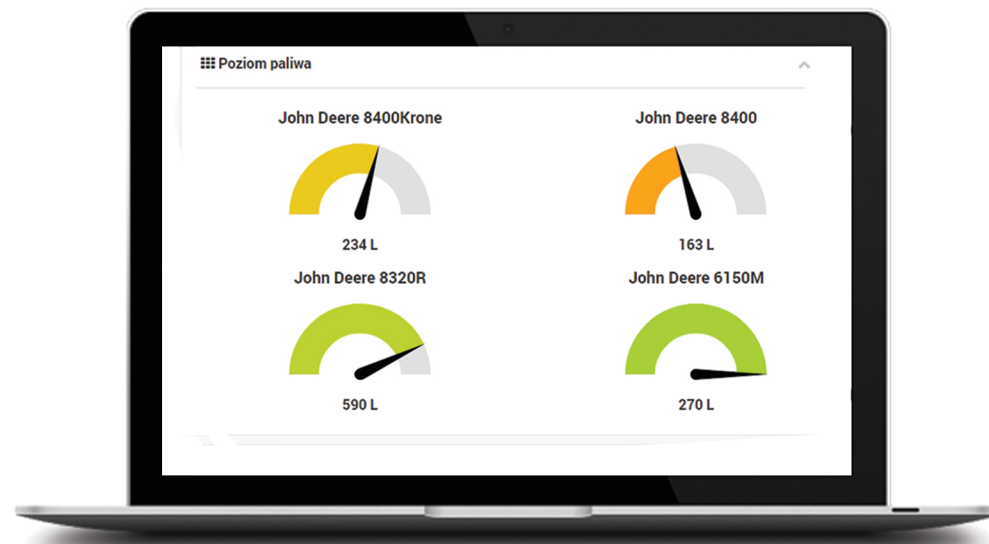 Poziom paliwa
John Deere 8400Krone
John Deere 8400
234 L
163 L
John Deere 8320R
John Deere 6150M
590 L
270 L